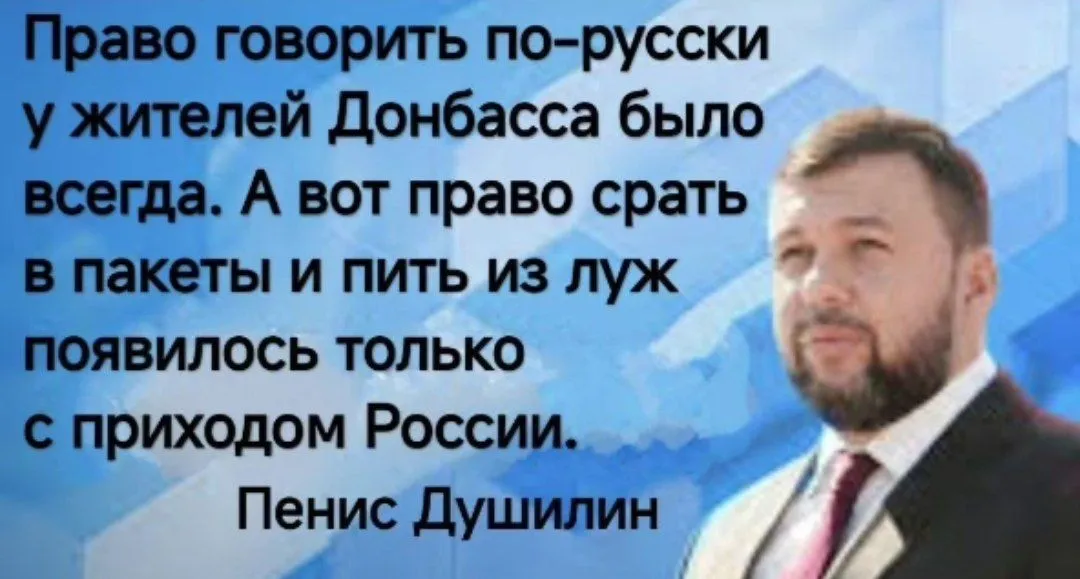 Право говорить по-русски
у жителей Донбасса было
всегда. А вот право срать
в пакеты и пить из луж
появилось только
с приходом России.
Пенис Душилин